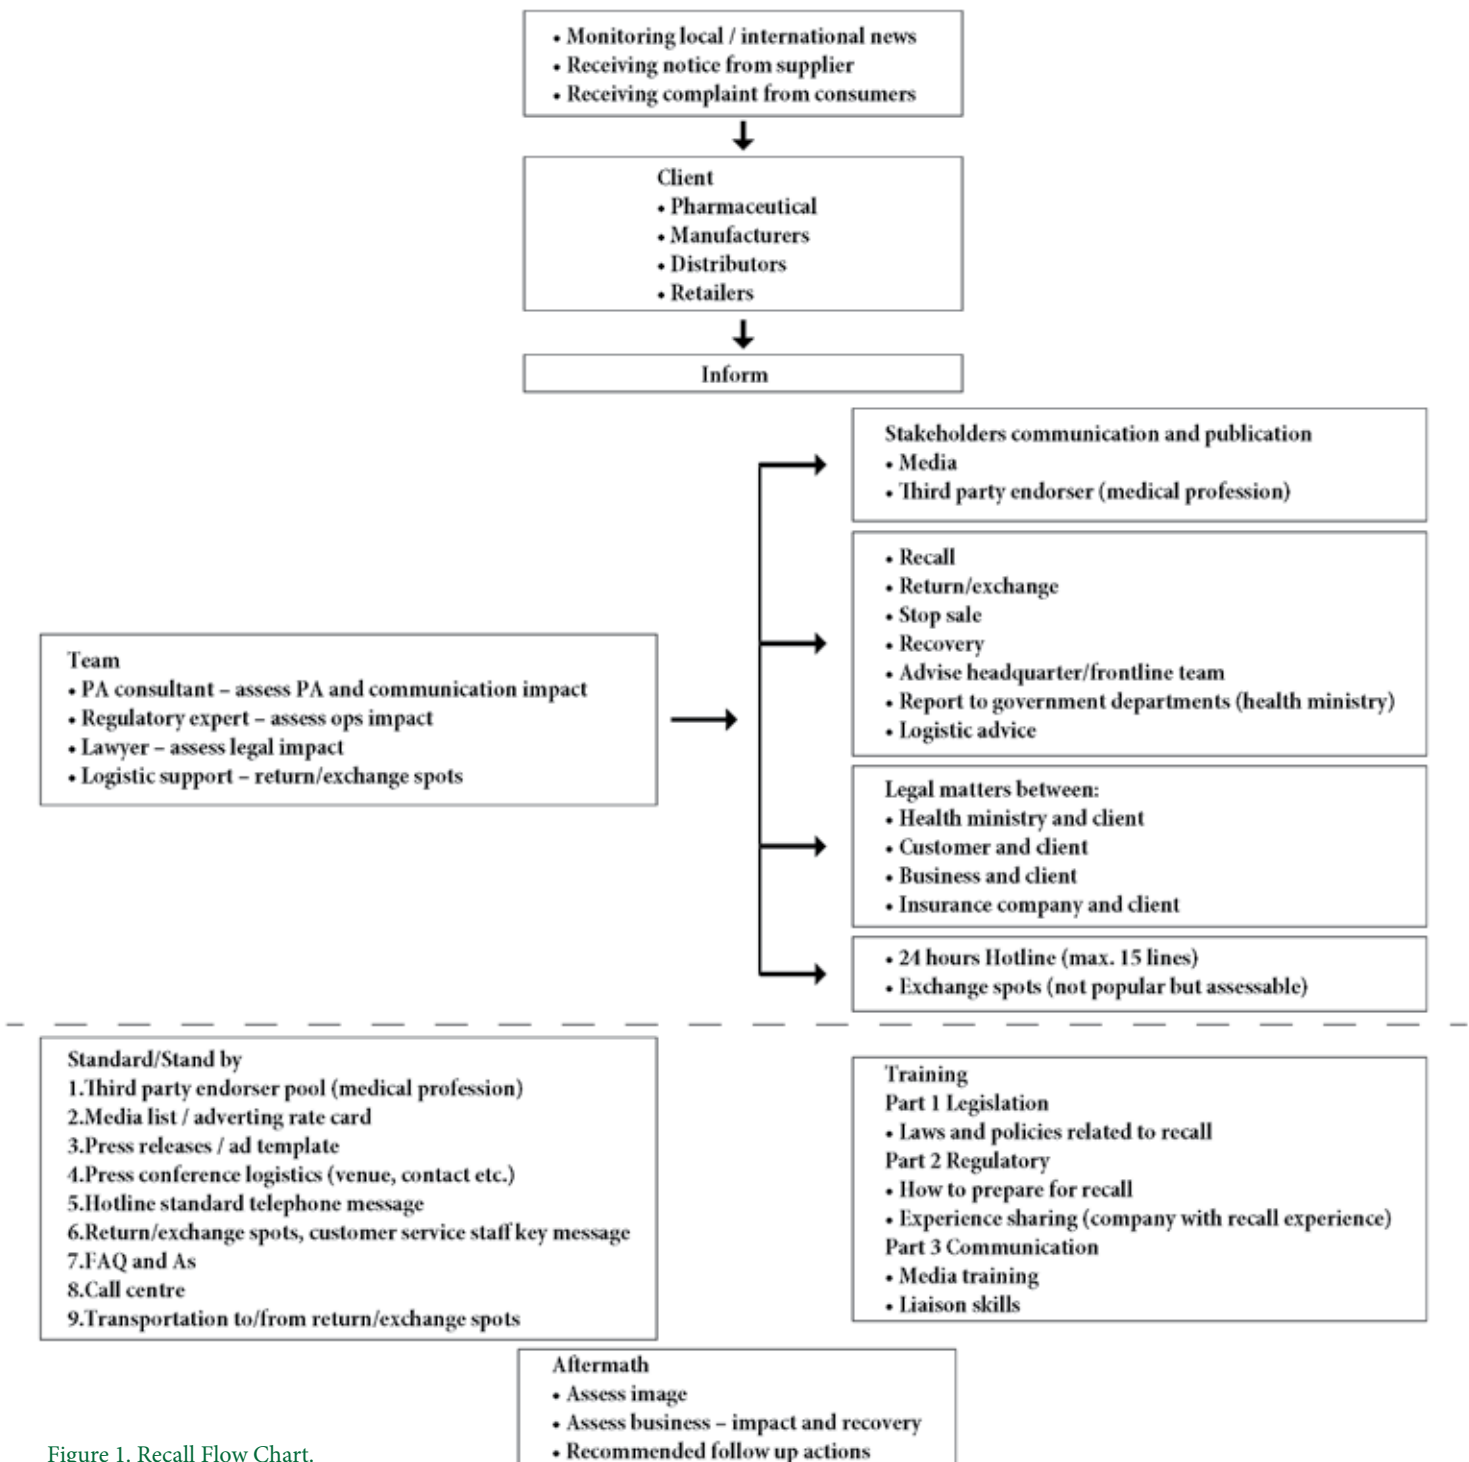 • Monitoring local / international news
• Receiving notice from supplier
• Receiving complaint from consumers
Client
• Pharmaceutical
• Manufacturers
• Distributors
• Retailers
Inform
Stakeholders communication and publication
• Media
• Third party endorser (medical profession)
• Recall
• Return/exchange
• Stop sale
• Recovery
• Advise headquarter/frontline team
• Report to government departments (health ministry)
• Logistic advice
Team
• PA consultant – assess PA and communication impact
• Regulatory expert – assess ops impact
• Lawyer – assess legal impact
• Logistic support – return/exchange spots
Legal matters between:
• Health ministry and client
• Customer and client
• Business and client
• Insurance company and client
• 24 hours Hotline (max. 15 lines)
• Exchange spots (not popular but assessable)
Standard/Stand by
1.Third party endorser pool (medical profession)
2.Media list / adverting rate card
3.Press releases / ad template
4.Press conference logistics (venue, contact etc.)
5.Hotline standard telephone message
6.Return/exchange spots, customer service staff key message
7.FAQ and As
8.Call centre
9.Transportation to/from return/exchange spots
Training
Part 1 Legislation
• Laws and policies related to recall
Part 2 Regulatory
• How to prepare for recall
• Experience sharing (company with recall experience)
Part 3 Communication
• Media training
• Liaison skills
Aftermath
• Assess image
• Assess business – impact and recovery
• Recommended follow up actions
Figure 1. Recall Flow Chart.